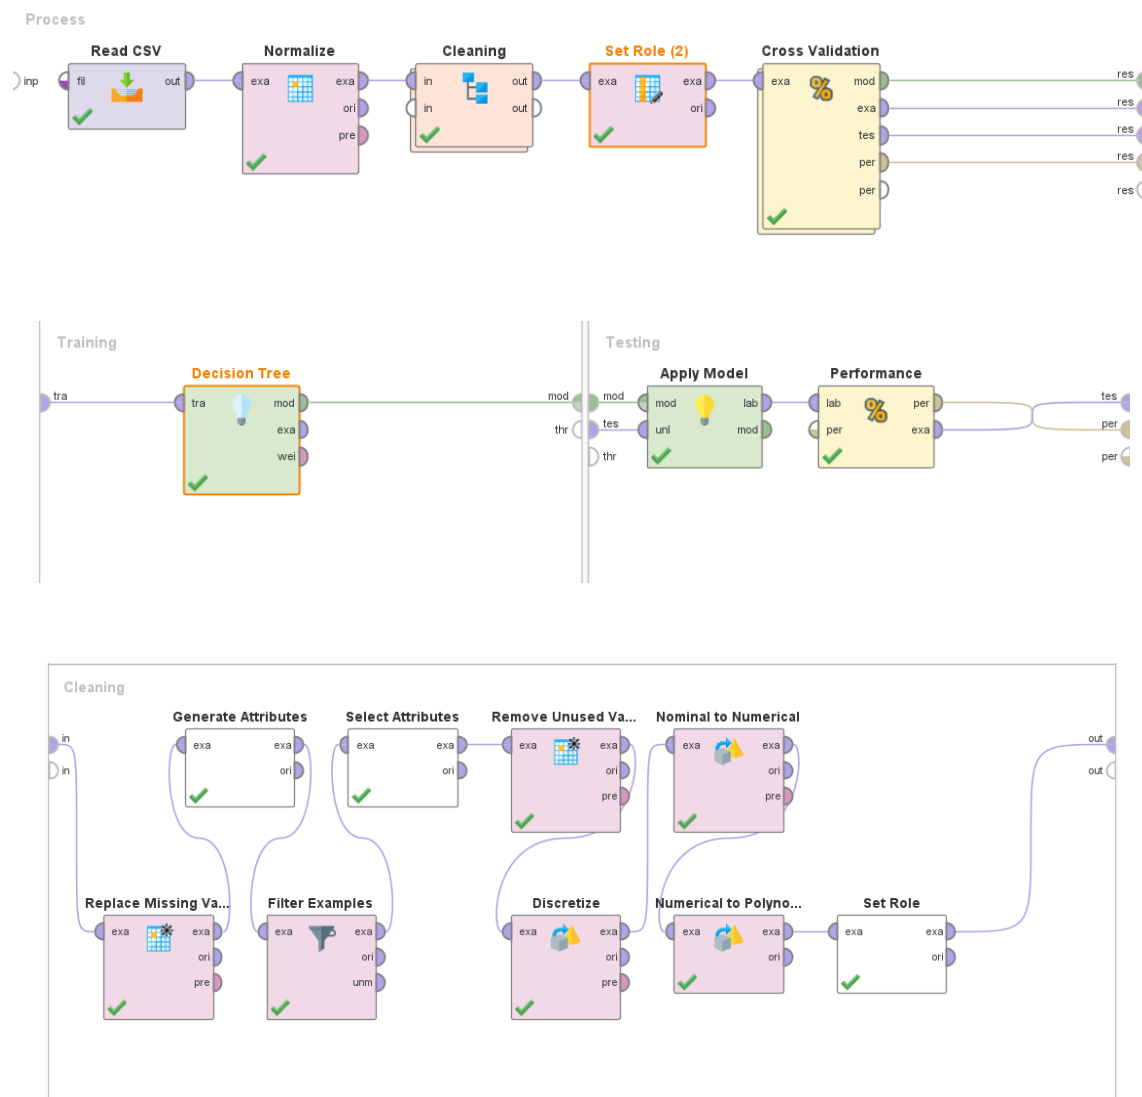 Process
Read CSV Normalize Cleaning Set Role (2) Cross Validation
inp fil out exa exa in out exa exa exa mod res
ori in out ori exa res
pre tes res
per res
per res
Training Testing
Decision Tree Apply Model Performance
tra tra mod mod mod mod lab lab per tes
exa thr tes unl mod per exa per
wei thr per
Cleaning
Generate Attributes Select Attributes Remove Unused Va... Nominal to Numerical
in exa exa exa exa exa exa exa exa out
in ori ori ori ori out
pre pre
Replace Missing Va... Filter Examples Discretize Numerical to Polyno... Set Role
exa exa exa exa exa exa exa exa exa exa
ori ori ori ori ori
pre unm pre